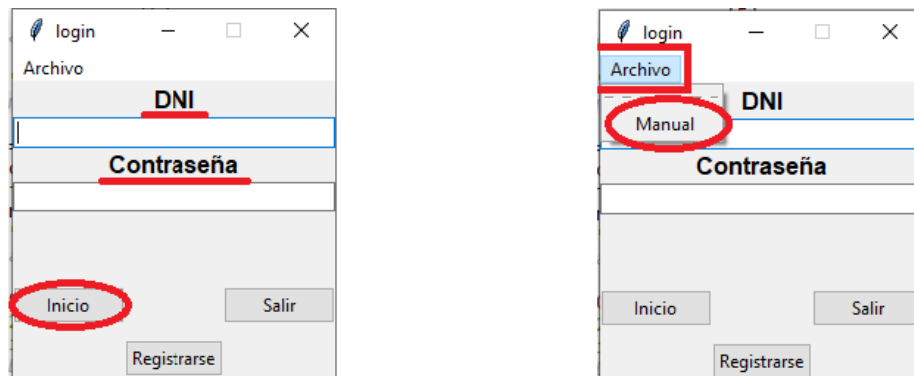 login
Archivo
DNI
Contraseña
Inicio Salir
Registrarse
login
Archivo
Manual
DNI
Contraseña
Inicio Salir
Registrarse